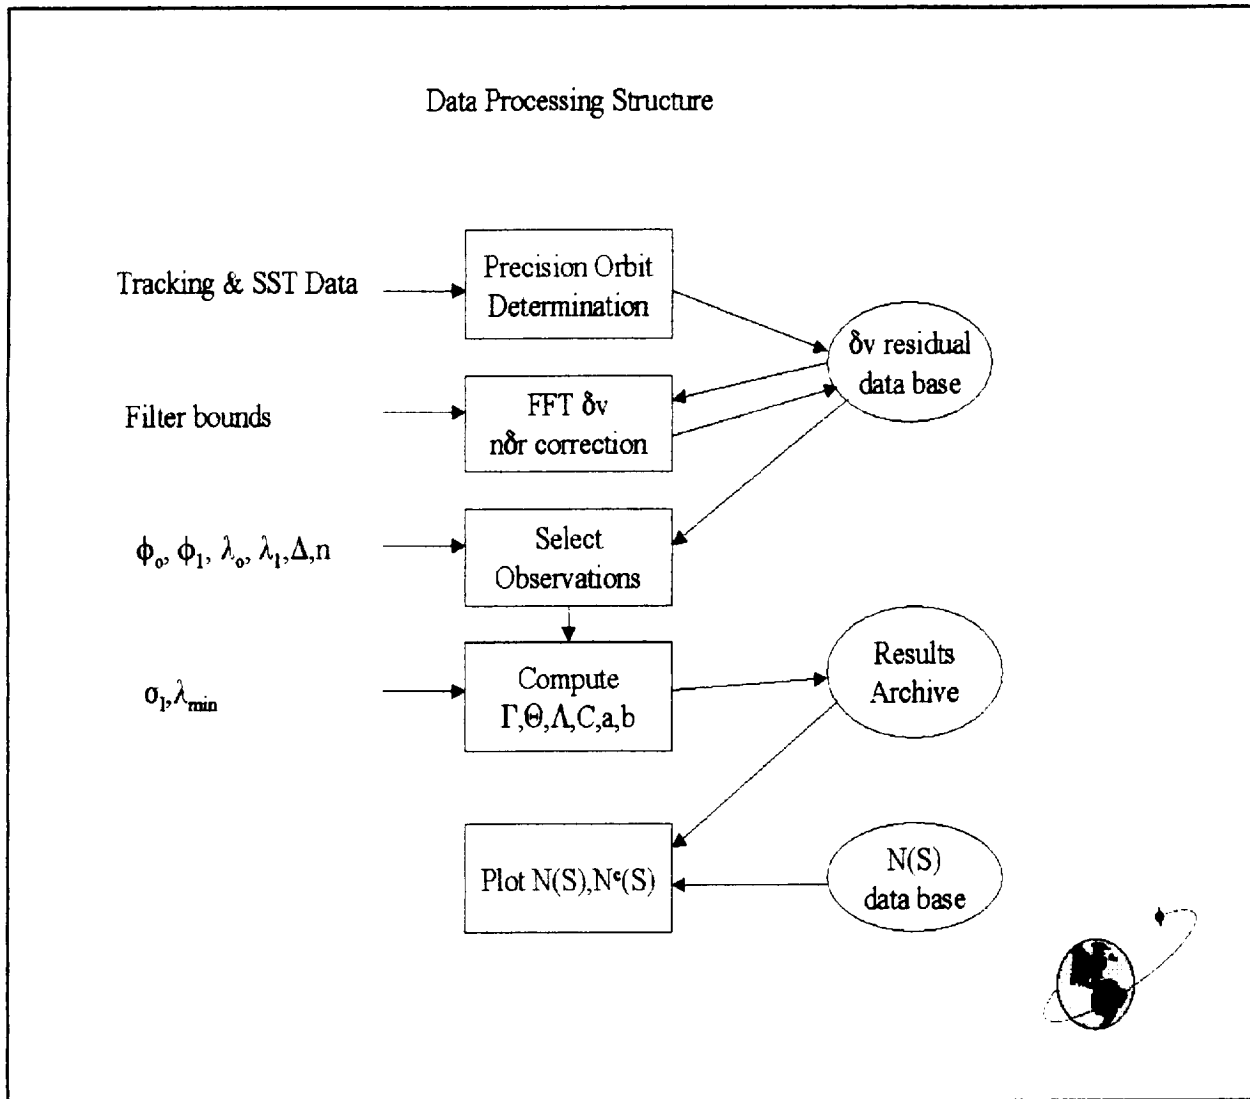 Data Processing Structure
Tracking & SST Data
Precision Orbit
Determination
δv residual
data base
Filter bounds
FFT δv
nδr correction
ϕₒ, ϕ₁, λₒ, λ₁,Δ,n
Select
Observations
σ₁,λmin
Compute
Γ,Θ,Λ,C,a,b
Results
Archive
Plot N(S),Nᵉ(S)
N(S)
data base